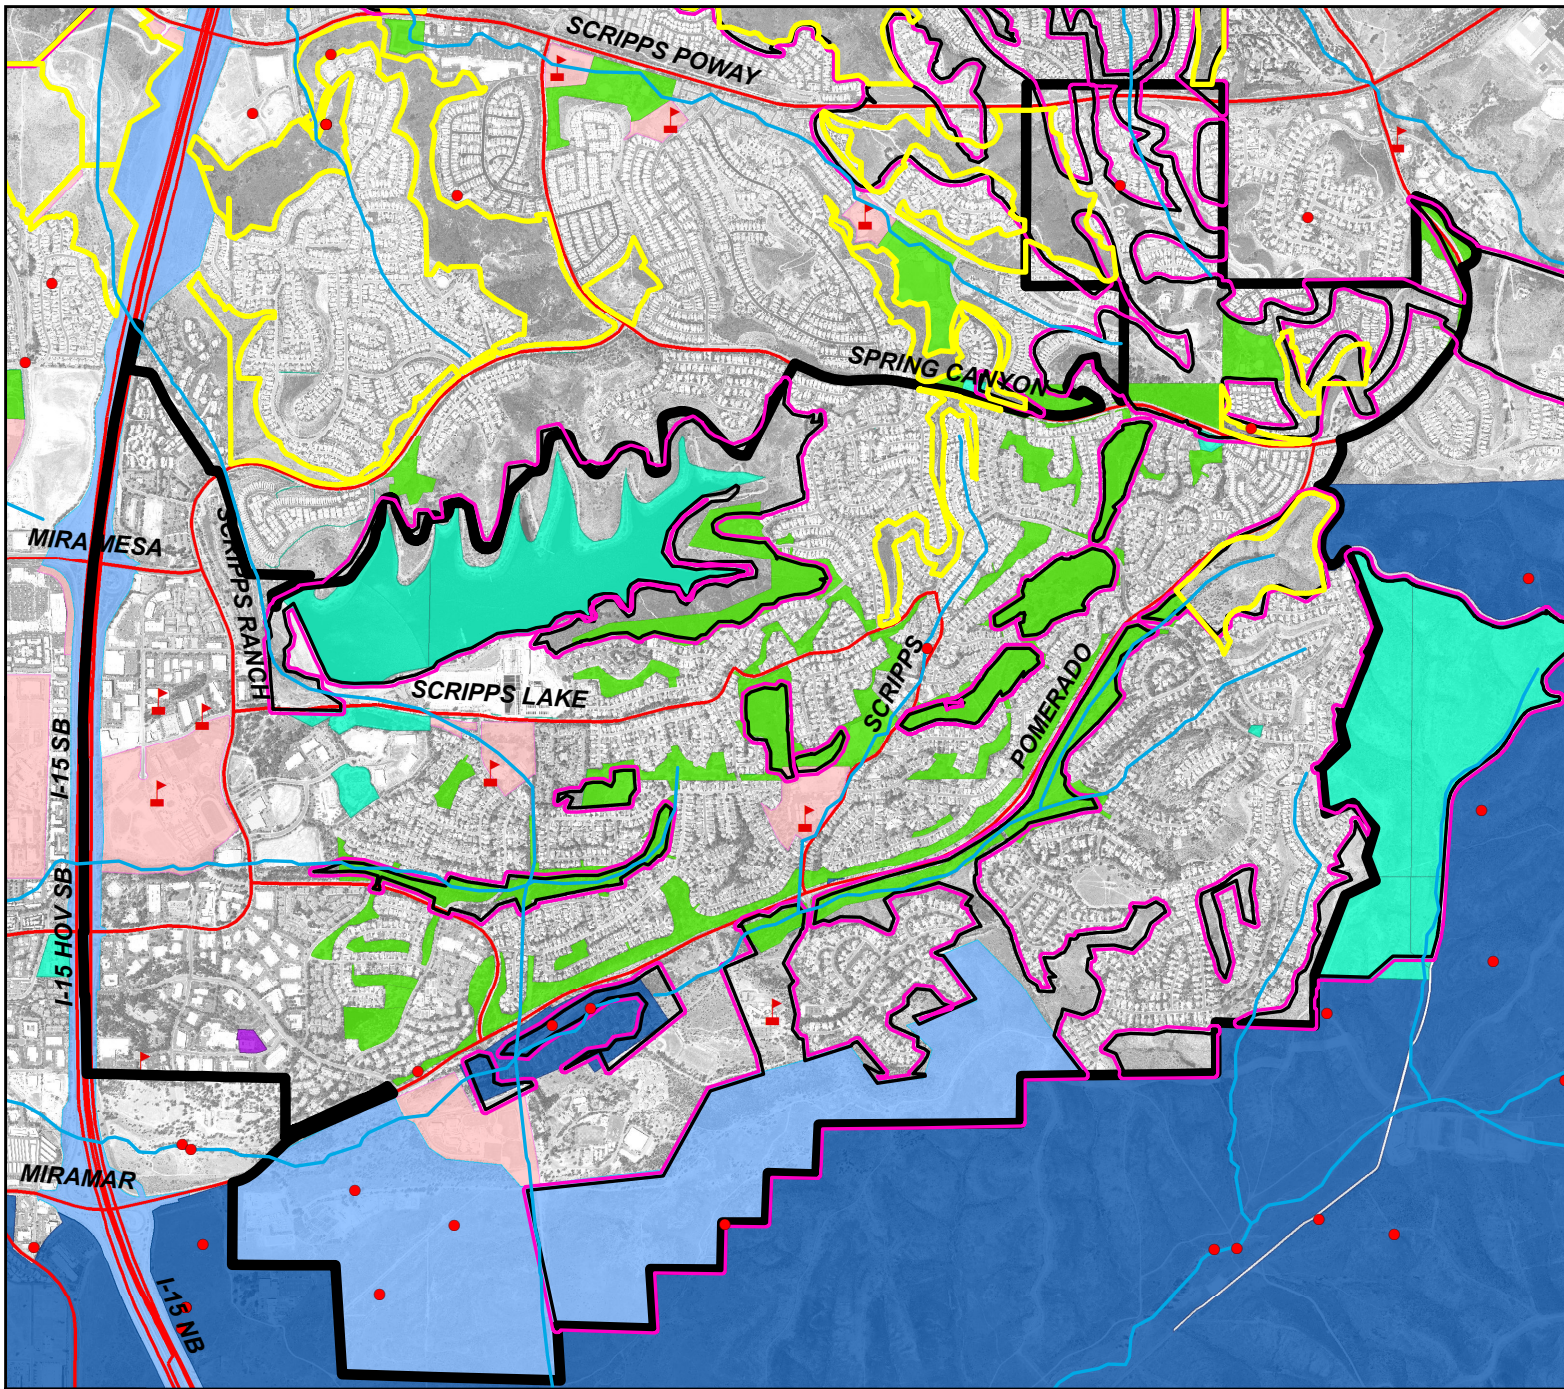 SCRIPPS POWAY
SPRING CANYON
MIRA MESA
SCRIPPS RANCH
SCRIPPS LAKE
SCRIPPS
POMERADO
I-15 SB
I-15 HOV SB
MIRAMAR
I-15 NB